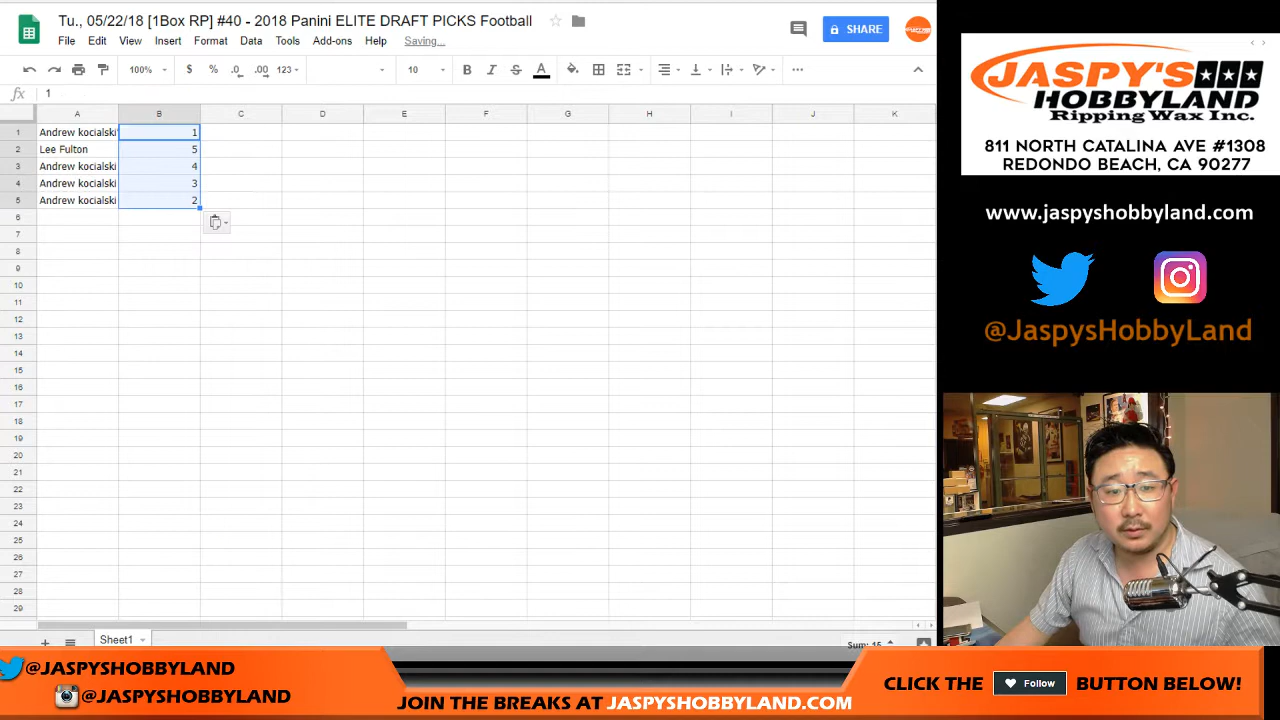 Tu., 05/22/18 [1Box RP] #40 - 2018 Panini ELITE DRAFT PICKS Football
File Edit View Insert Format Data Tools Add-ons Help Saving...
SHARE
100% $ % .0 .00 123 10 B I S A
fx 1
A B C D E F G H I J K
1 Andrew kocialski* 1
2 Lee Fulton 5
3 Andrew kocialski 4
4 Andrew kocialski 3
5 Andrew kocialski 2
6
7
8
9
10
11
12
13
14
15
16
17
18
19
20
21
22
23
24
25
26
27
28
29
Sheet1
Sum: 15
JASPY'S
HOBBYLAND
Ripping Wax Inc.
811 NORTH CATALINA AVE #1308
REDONDO BEACH, CA 90277
www.jaspyshobbyland.com
@JaspysHobbyLand
@JASPYSHOBBYLAND
@JASPYSHOBBYLAND
JOIN THE BREAKS AT JASPYSHOBBYLAND.COM
CLICK THE Follow BUTTON BELOW!